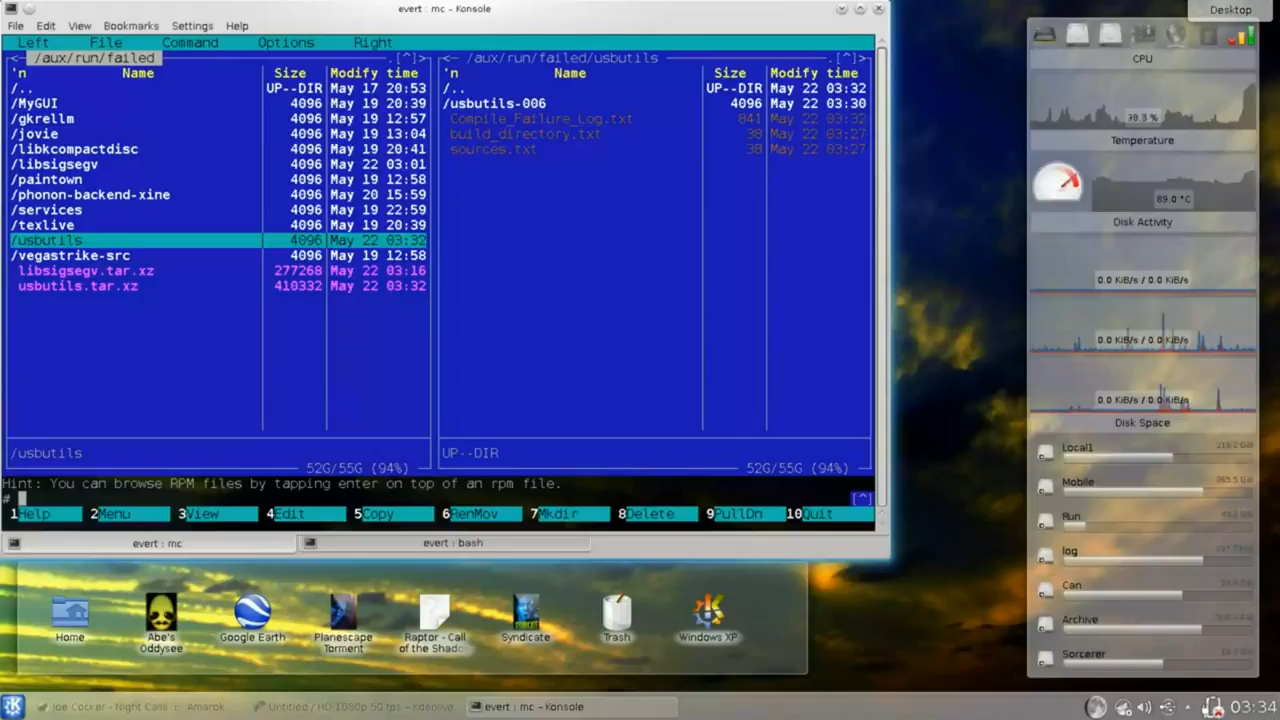 evert : mc - Konsole
Desktop
File Edit View Bookmarks Settings Help
Left File Command Options Right
<- /aux/run/failed .[^]> <- /aux/run/failed/usbutils .[^]>
'n Name Size Modify time 'n Name Size Modify time
/.. UP--DIR May 17 20:53 /.. UP--DIR May 22 03:32
/MyGUI 4096 May 19 20:39 /usbutils-006 4096 May 22 03:30
/gkrellm 4096 May 19 12:57 Compile_Failure_Log.txt 841 May 22 03:32
/jovie 4096 May 19 13:04 build_directory.txt 38 May 22 03:27
/libkcompactdisc 4096 May 19 20:41 sources.txt 38 May 22 03:27
/libsigsegv 4096 May 22 03:01
/paintown 4096 May 19 12:58
/phonon-backend-xine 4096 May 20 15:59
/services 4096 May 19 22:59
/texlive 4096 May 19 20:39
/usbutils 4096 May 22 03:32
/vegastrike-src 4096 May 19 12:58
libsigsegv.tar.xz 277268 May 22 03:16
usbutils.tar.xz 410332 May 22 03:32
/usbutils UP--DIR
52G/55G (94%) 52G/55G (94%)
Hint: You can browse RPM files by tapping enter on top of an rpm file.
# [^]
1Help 2Menu 3View 4Edit 5Copy 6RenMov 7Mkdir 8Delete 9PullDn 10Quit
evert : mc evert : bash
CPU
98.3 %
Temperature
89.0 °C
Disk Activity
0.0 KiB/s / 0.0 KiB/s
0.0 KiB/s / 0.0 KiB/s
0.0 KiB/s / 0.0 KiB/s
Disk Space
Local1
Mobile
Run
log
Can
Archive
Sorcerer
Home
Abe's Oddysee
Google Earth
Planescape Torment
Raptor - Call of the Shado
Syndicate
Trash
Windows XP
Joe Cocker - Night Calls :: Amarok
Untitled / HD 1080p 50 fps - Kdenlive
evert : mc - Konsole
03:34